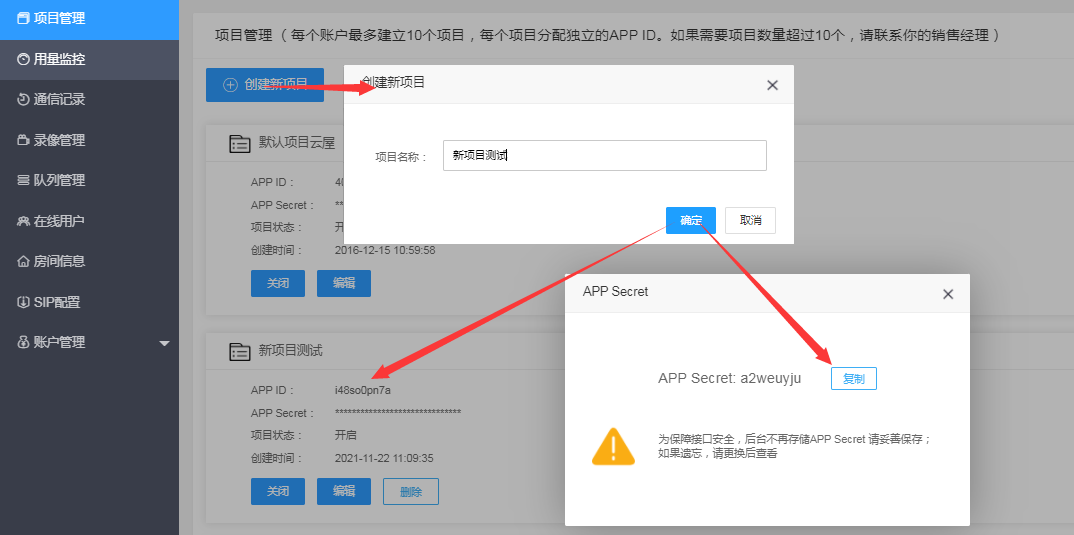 项目管理
用量监控
通信记录
录像管理
队列管理
在线用户
房间信息
SIP配置
账户管理
项目管理（每个账户最多建立10个项目，每个项目分配独立的APP ID。如果需要项目数量超过10个，请联系你的销售经理）
创建新项目
创建新项目
项目名称：
新项目测试
确定
取消
默认项目云屋
APP ID：
APP Secret：
**
项目状态：
开
创建时间：
2016-12-15 10:59:58
关闭
编辑
新项目测试
APP ID：
i48so0pn7a
APP Secret：
******************************
项目状态：
开启
创建时间：
2021-11-22 11:09:35
关闭
编辑
删除
APP Secret
APP Secret: a2weuyju
复制
为保障接口安全，后台不再存储APP Secret 请妥善保存；
如果遗忘，请更换后查看